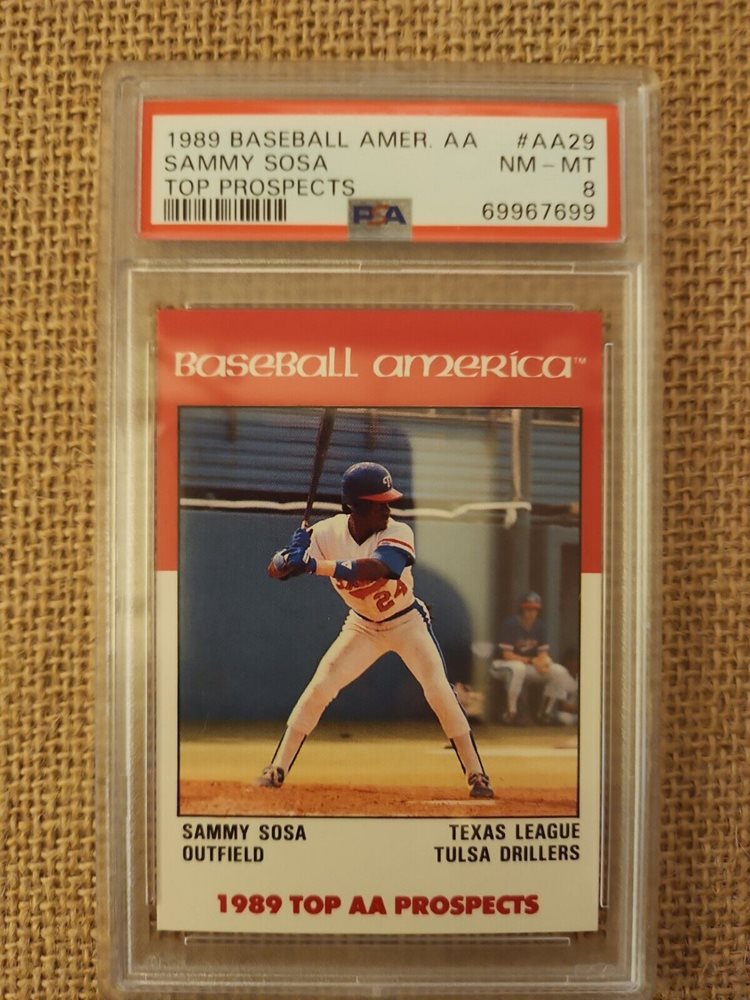 1989 BASEBALL AMER. AA #AA29
SAMMY SOSA NM-MT
TOP PROSPECTS 8
PSA 69967699
BASEBALL AMERICA™
24
SAMMY SOSA TEXAS LEAGUE
OUTFIELD TULSA DRILLERS
1989 TOP AA PROSPECTS